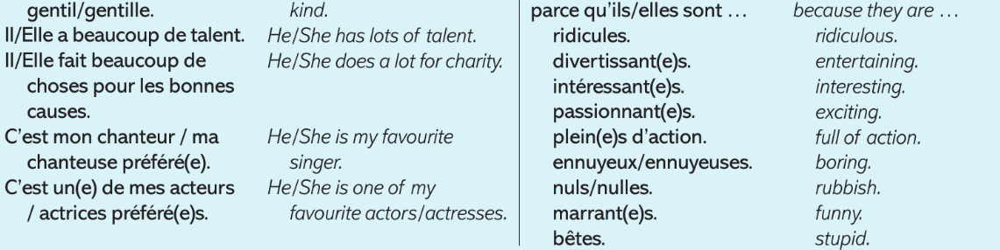 gentil/gentille. kind.
Il/Elle a beaucoup de talent. He/She has lots of talent.
Il/Elle fait beaucoup de He/She does a lot for charity.
choses pour les bonnes
causes.
C'est mon chanteur / ma He/She is my favourite
chanteuse préféré(e). singer.
C'est un(e) de mes acteurs He/She is one of my
/ actrices préféré(e)s. favourite actors/actresses.
parce qu'ils/elles sont … because they are …
ridicules. ridiculous.
divertissant(e)s. entertaining.
intéressant(e)s. interesting.
passionnant(e)s. exciting.
plein(e)s d'action. full of action.
ennuyeux/ennuyeuses. boring.
nuls/nulles. rubbish.
marrant(e)s. funny.
bêtes. stupid.